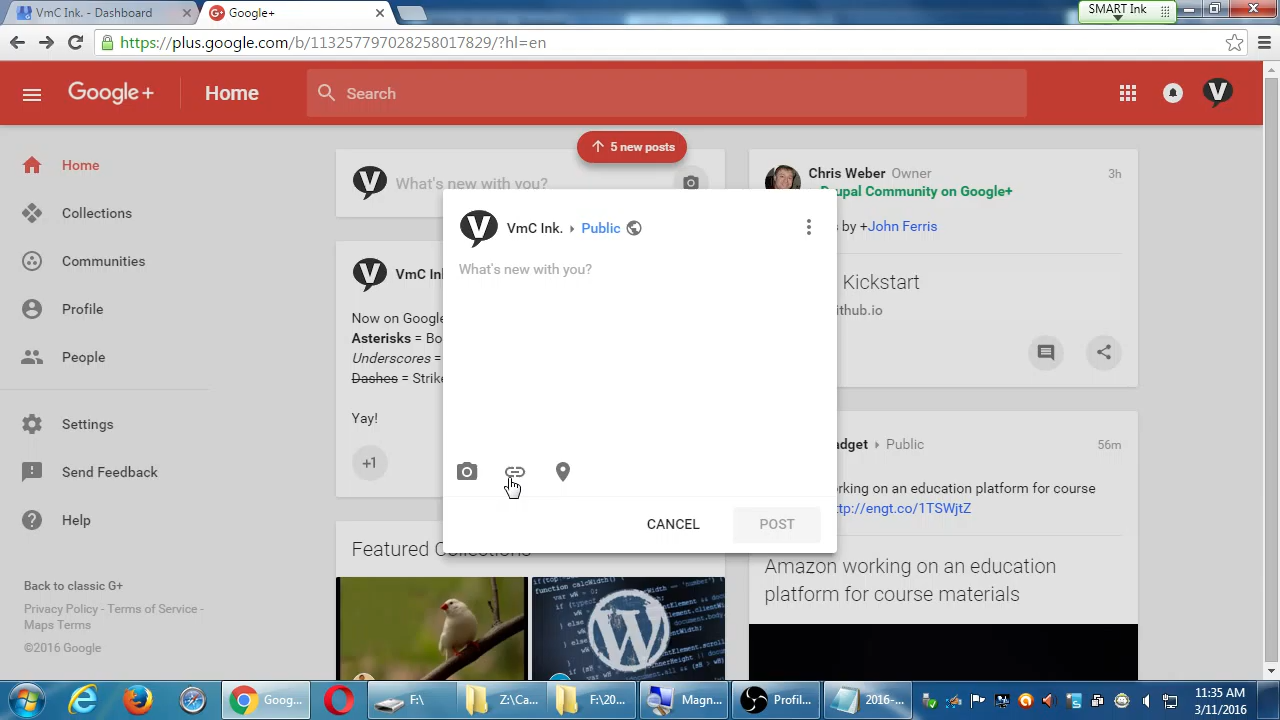 VmC Ink. - Dashboard
Google+
SMART Ink
https://plus.google.com/b/113257797028258017829/?hl=en
Google+
Home
Search
V
Home
Collections
Communities
Profile
People
Settings
Send Feedback
Help
Back to classic G+
Privacy Policy - Terms of Service -
Maps Terms
©2016 Google
5 new posts
V
What's new with you?
V
VmC In
Now on Google
Asterisks = Bo
Underscores =
Dashes = Strike
Yay!
+1
Featured Collections
V
VmC Ink.
Public
What's new with you?
CANCEL
POST
Chris Weber Owner
3h
Drupal Community on Google+
s by +John Ferris
Kickstart
ithub.io
adget
Public
56m
rking on an education platform for course
ttp://engt.co/1TSWjtZ
Amazon working on an education
platform for course materials
Goog...
F:\
Z:\Ca...
F:\20...
Magn...
Profil...
2016-...
11:35 AM
3/11/2016